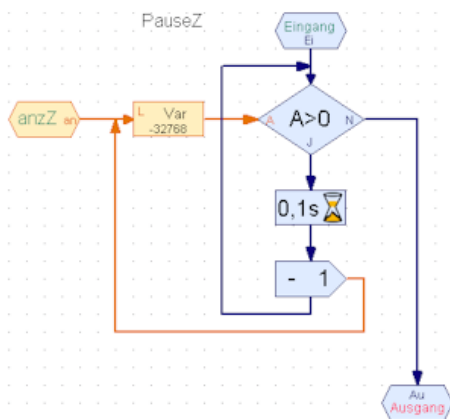 PauseZ
Eingang
Ei
anzZ an
L Var
-32768
A A>0 N
J
0,1s
- 1
Au
Ausgang